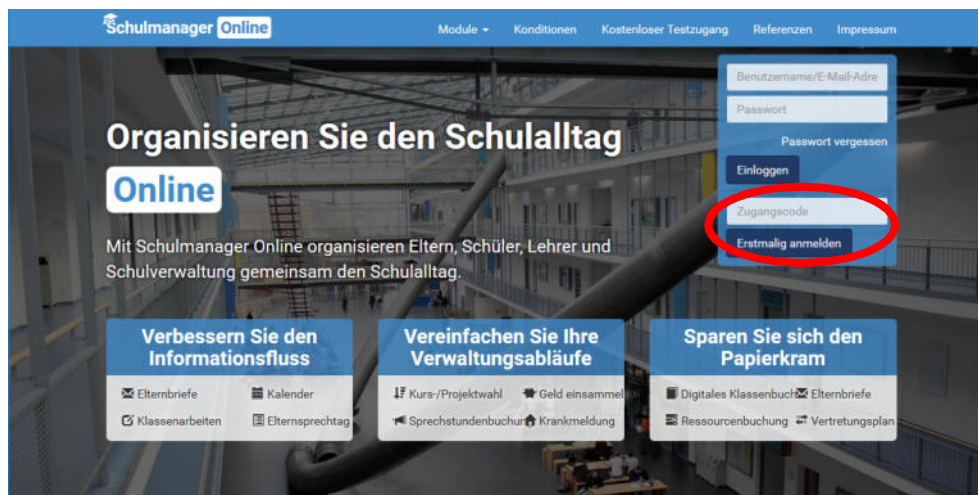 Schulmanager Online
Module Konditionen Kostenloser Testzugang Referenzen Impressum
Benutzername/E-Mail-Adre
Passwort
Passwort vergessen
Einloggen
Zugangscode
Erstmalig anmelden
Organisieren Sie den Schulalltag
Online
Mit Schulmanager Online organisieren Eltern, Schüler, Lehrer und
Schulverwaltung gemeinsam den Schulalltag.
Verbessern Sie den
Informationsfluss
Elternbriefe Kalender
Klassenarbeiten Elternsprechtag
Vereinfachen Sie Ihre
Verwaltungsabläufe
Kurs-/Projektwahl Geld einsammel
Sprechstundenbuchun Krankmeldung
Sparen Sie sich den
Papierkram
Digitales Klassenbuch Elternbriefe
Ressourcenbuchung Vertretungsplan